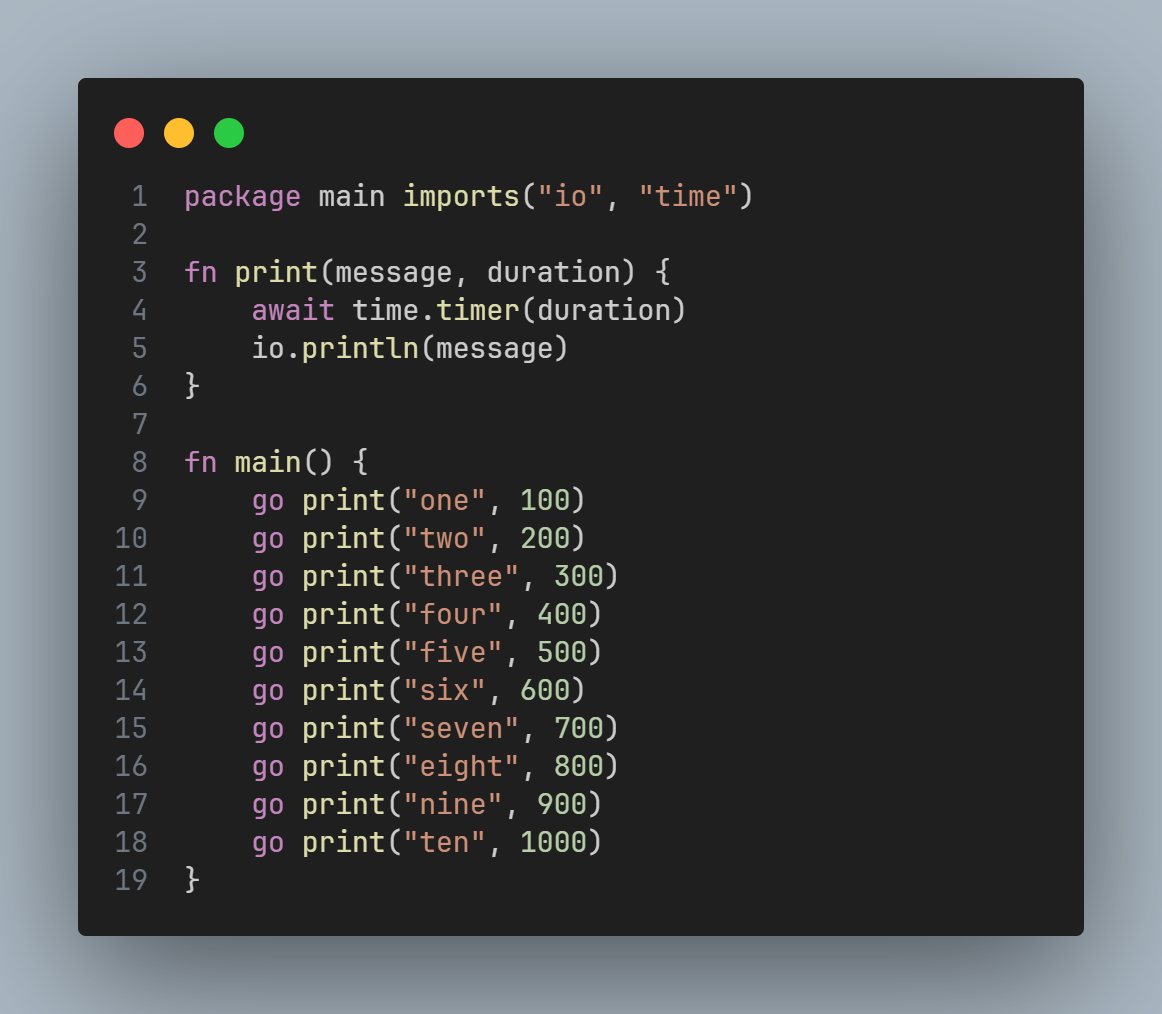 1 package main imports("io", "time")
2
3 fn print(message, duration) {
4     await time.timer(duration)
5     io.println(message)
6 }
7
8 fn main() {
9     go print("one", 100)
10     go print("two", 200)
11     go print("three", 300)
12     go print("four", 400)
13     go print("five", 500)
14     go print("six", 600)
15     go print("seven", 700)
16     go print("eight", 800)
17     go print("nine", 900)
18     go print("ten", 1000)
19 }